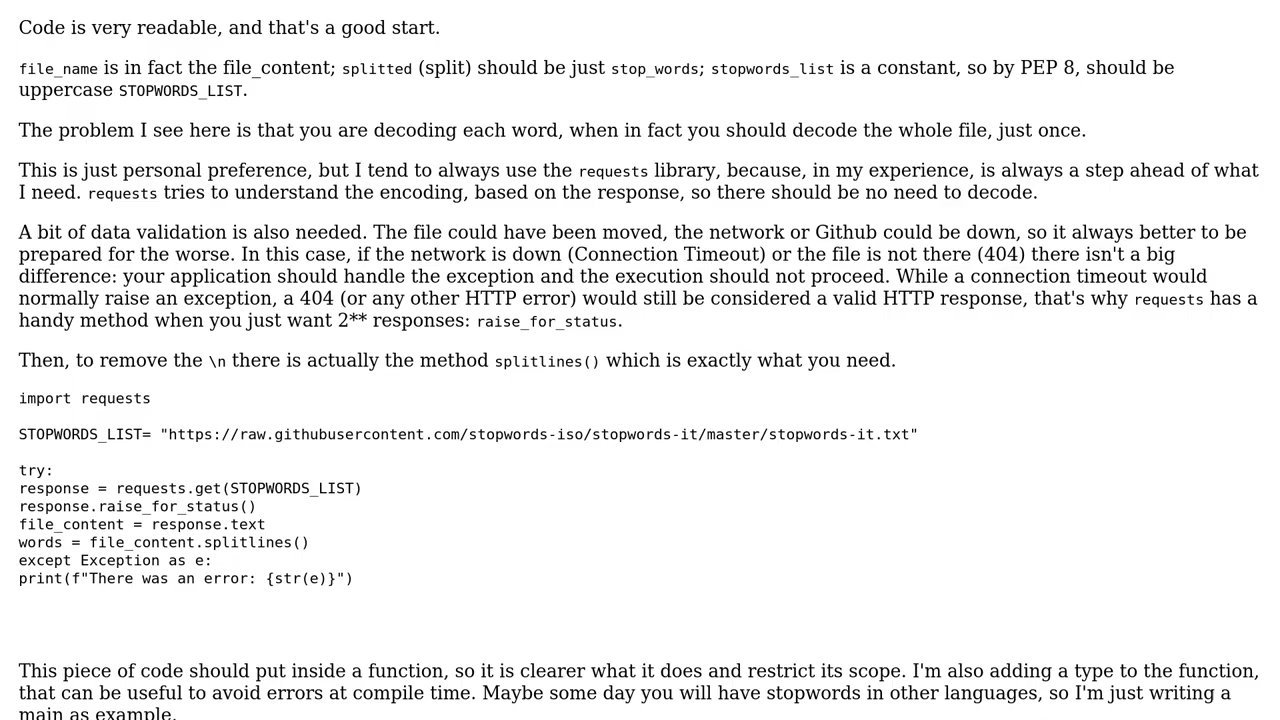 Code is very readable, and that's a good start.
file_name is in fact the file_content; splitted (split) should be just stop_words; stopwords_list is a constant, so by PEP 8, should be
uppercase STOPWORDS_LIST.
The problem I see here is that you are decoding each word, when in fact you should decode the whole file, just once.
This is just personal preference, but I tend to always use the requests library, because, in my experience, is always a step ahead of what
I need. requests tries to understand the encoding, based on the response, so there should be no need to decode.
A bit of data validation is also needed. The file could have been moved, the network or Github could be down, so it always better to be
prepared for the worse. In this case, if the network is down (Connection Timeout) or the file is not there (404) there isn't a big
difference: your application should handle the exception and the execution should not proceed. While a connection timeout would
normally raise an exception, a 404 (or any other HTTP error) would still be considered a valid HTTP response, that's why requests has a
handy method when you just want 2** responses: raise_for_status.
Then, to remove the \n there is actually the method splitlines() which is exactly what you need.
import requests
STOPWORDS_LIST= "https://raw.githubusercontent.com/stopwords-iso/stopwords-it/master/stopwords-it.txt"
try:
response = requests.get(STOPWORDS_LIST)
response.raise_for_status()
file_content = response.text
words = file_content.splitlines()
except Exception as e:
print(f"There was an error: {str(e)}")
This piece of code should put inside a function, so it is clearer what it does and restrict its scope. I'm also adding a type to the function,
that can be useful to avoid errors at compile time. Maybe some day you will have stopwords in other languages, so I'm just writing a
main as example.